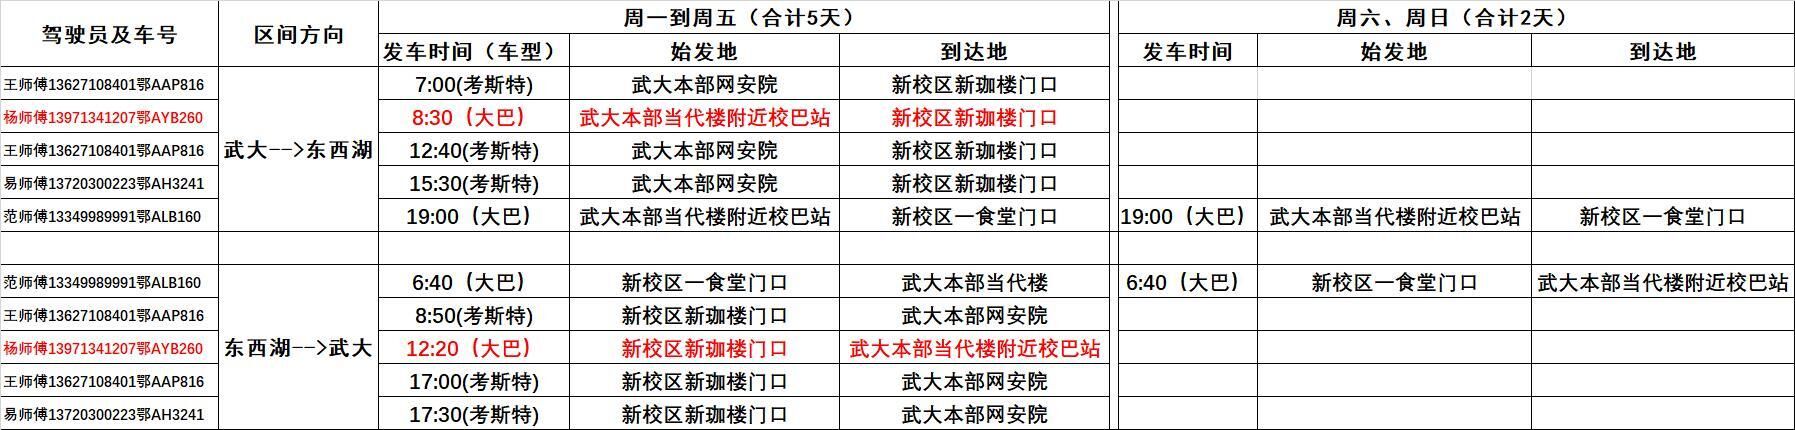 驾驶员及车号 区间方向 周一到周五（合计5天） 周六、周日（合计2天）
发车时间（车型） 始发地 到达地 发车时间 始发地 到达地
王师傅13627108401鄂AAP816 7:00(考斯特) 武大本部网安院 新校区新珈楼门口
杨师傅13971341207鄂AYB260 8:30（大巴） 武大本部当代楼附近校巴站 新校区新珈楼门口
王师傅13627108401鄂AAP816 武大-->东西湖 12:40(考斯特) 武大本部网安院 新校区新珈楼门口
易师傅13720300223鄂AH3241 15:30(考斯特) 武大本部网安院 新校区新珈楼门口
范师傅13349989991鄂ALB160 19:00（大巴） 武大本部当代楼附近校巴站 新校区一食堂门口 19:00（大巴） 武大本部当代楼附近校巴站 新校区一食堂门口
范师傅13349989991鄂ALB160 6:40（大巴） 新校区一食堂门口 武大本部当代楼 6:40（大巴） 新校区一食堂门口 武大本部当代楼附近校巴站
王师傅13627108401鄂AAP816 8:50(考斯特) 新校区新珈楼门口 武大本部网安院
杨师傅13971341207鄂AYB260 东西湖-->武大 12:20（大巴） 新校区新珈楼门口 武大本部当代楼附近校巴站
王师傅13627108401鄂AAP816 17:00(考斯特) 新校区新珈楼门口 武大本部网安院
易师傅13720300223鄂AH3241 17:30(考斯特) 新校区新珈楼门口 武大本部网安院